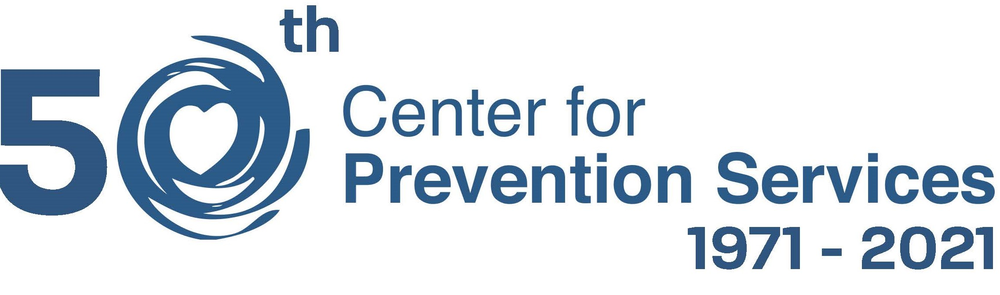 50th
Center for
Prevention Services
1971 - 2021